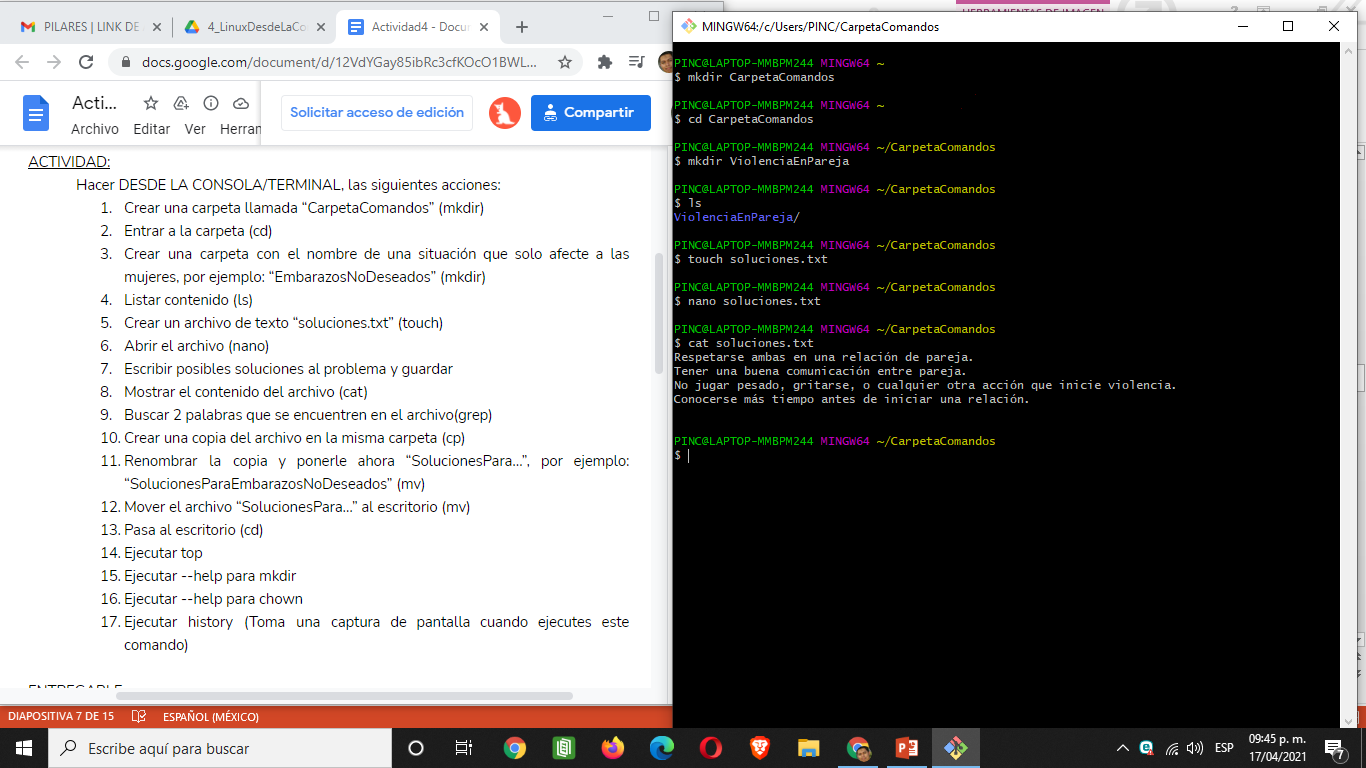 PILARES | LINK DE
4_LinuxDesdeLaCo
Actividad4 - Docur
docs.google.com/document/d/12VdYGay85ibRc3cfKOcO1BWL...
Acti...
Solicitar acceso de edición
Compartir
Archivo Editar Ver Herran
ACTIVIDAD:
Hacer DESDE LA CONSOLA/TERMINAL, las siguientes acciones:
1. Crear una carpeta llamada “CarpetaComandos” (mkdir)
2. Entrar a la carpeta (cd)
3. Crear una carpeta con el nombre de una situación que solo afecte a las
mujeres, por ejemplo: “EmbarazosNoDeseados” (mkdir)
4. Listar contenido (ls)
5. Crear un archivo de texto “soluciones.txt” (touch)
6. Abrir el archivo (nano)
7. Escribir posibles soluciones al problema y guardar
8. Mostrar el contenido del archivo (cat)
9. Buscar 2 palabras que se encuentren en el archivo(grep)
10. Crear una copia del archivo en la misma carpeta (cp)
11. Renombrar la copia y ponerle ahora “SolucionesPara...”, por ejemplo:
“SolucionesParaEmbarazosNoDeseados” (mv)
12. Mover el archivo “SolucionesPara...” al escritorio (mv)
13. Pasa al escritorio (cd)
14. Ejecutar top
15. Ejecutar --help para mkdir
16. Ejecutar --help para chown
17. Ejecutar history (Toma una captura de pantalla cuando ejecutes este
comando)
HERRAMIENTAS DE IMAGEN
MINGW64:/c/Users/PINC/CarpetaComandos
PINC@LAPTOP-MMBPM244 MINGW64 ~
$ mkdir CarpetaComandos
PINC@LAPTOP-MMBPM244 MINGW64 ~
$ cd CarpetaComandos
PINC@LAPTOP-MMBPM244 MINGW64 ~/CarpetaComandos
$ mkdir ViolenciaEnPareja
PINC@LAPTOP-MMBPM244 MINGW64 ~/CarpetaComandos
$ ls
ViolenciaEnPareja/
PINC@LAPTOP-MMBPM244 MINGW64 ~/CarpetaComandos
$ touch soluciones.txt
PINC@LAPTOP-MMBPM244 MINGW64 ~/CarpetaComandos
$ nano soluciones.txt
PINC@LAPTOP-MMBPM244 MINGW64 ~/CarpetaComandos
$ cat soluciones.txt
Respetarse ambas en una relación de pareja.
Tener una buena comunicación entre pareja.
No jugar pesado, gritarse, o cualquier otra acción que inicie violencia.
Conocerse más tiempo antes de iniciar una relación.
PINC@LAPTOP-MMBPM244 MINGW64 ~/CarpetaComandos
$
DIAPOSITIVA 7 DE 15 ESPAÑOL (MÉXICO)
Escribe aquí para buscar
ESP
09:45 p. m.
17/04/2021
7